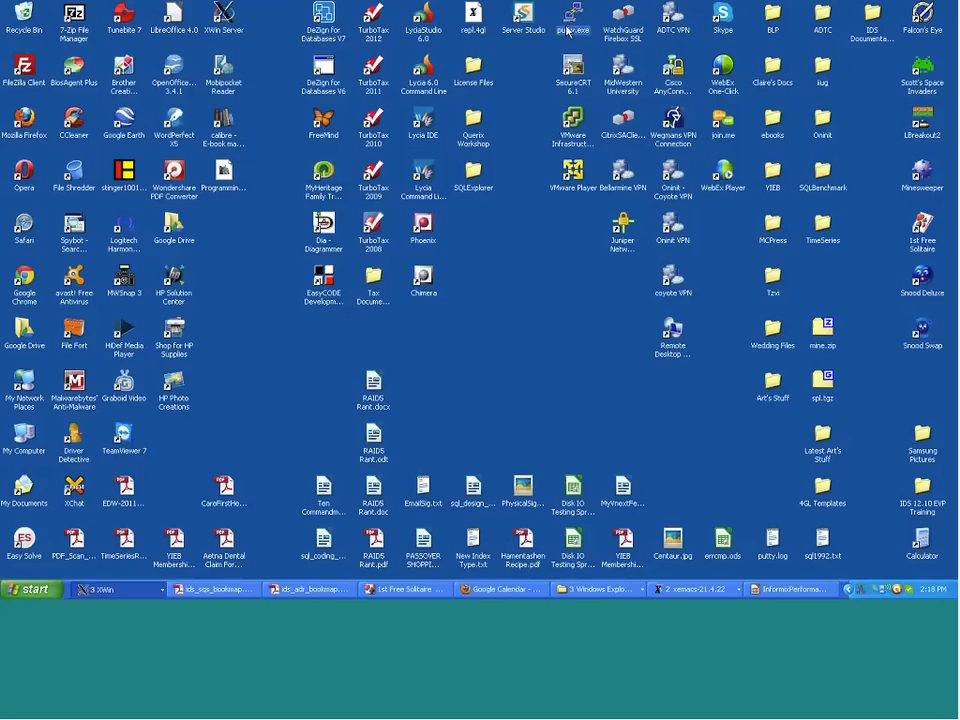 Recycle Bin
7-Zip File
Manager
Tunebite 7
LibreOffice 4.0
XWin Server
DeZign for
Databases V7
TurboTax
2012
LyciaStudio
6.0
repl.4gl
Server Studio
putty.exe
WatchGuard
Firebox SSL
ADTC VPN
Skype
BLP
ADTC
IDS
Documenta...
Falcon's Eye
FileZilla Client
BioAgent Plus
Brother
Creati...
OpenOffice...
3.4.1
Mobipocket
Reader
DeZign for
Databases V6
TurboTax
2011
Lycia 6.0
Command Line
License Files
SecureCRT
6.1
MidWestern
University
Cisco
AnyConn...
WebEx
One-Click
Claire's Docs
iiug
Scott's Space
Invaders
Mozilla Firefox
CCleaner
Google Earth
WordPerfect
X5
calibre -
E-book ma...
FreeMind
TurboTax
2010
Lycia IDE
Querix
Workshop
VMware
Infrastruct...
CitrixSAClie...
Wegmans VPN
Connection
join.me
ebooks
Oninit
LBreakout2
Opera
File Shredder
stinger1001...
Wondershare
PDF Converter
Programmin...
MyHeritage
Family Tr...
TurboTax
2009
Lycia
Command Li...
SQLExplorer
VMware Player
Bellarmine VPN
Oninit -
Coyote VPN
WebEx Player
YIEB
SQLBenchmark
Minesweeper
Safari
Spybot -
Searc...
Logitech
Harmon...
Google Drive
Dia -
Diagrammer
TurboTax
2008
Phoenix
Juniper
Netw...
Oninit VPN
MCPress
TimeSeries
1st Free
Solitaire
Google
Chrome
avast! Free
Antivirus
MWSnap 3
HP Solution
Center
EasyCODE
Developm...
Tax
Docume...
Chimera
coyote VPN
Tzvi
Snood Deluxe
Google Drive
File Fort
HiDef Media
Player
Shop for HP
Supplies
Remote
Desktop ...
Wedding Files
mine.zip
Snood Swap
My Network
Places
Malwarebytes'
Anti-Malware
Graboid Video
HP Photo
Creations
RAID5
Rant.docx
Art's Stuff
spl.tgz
My Computer
Driver
Detective
TeamViewer 7
RAID5
Rant.odt
Latest Art's
Stuff
Samsung
Pictures
My Documents
XChat
EDW-2011...
CareFirstHe...
Ten
Commandm...
RAID5
Rant.doc
EmailSig.txt
sql_design_...
PhysicalSig...
Disk IO
Testing Spr...
MyVnextFe...
4GL Templates
IDS 12.10 EVP
Training
Easy Solve
PDF_Scan_...
TimeSeriesR...
YIEB
Membershi...
Aetna Dental
Claim For...
sql_coding_...
RAID5
Rant.pdf
PASSOVER
SHOPPI...
New Index
Type.txt
Hamentashen
Recipe.pdf
Disk IO
Testing Spr...
YIEB
Membershi...
Centaur.jpg
errcmp.ods
putty.log
sql1992.txt
Calculator
start
3 XWin
ids_sqs_bookmap....
ids_adr_bookmap....
1st Free Solitaire ...
Google Calendar - ...
3 Windows Explo...
2 xemacs-21.4.22
InformixPerforma...
2:18 PM